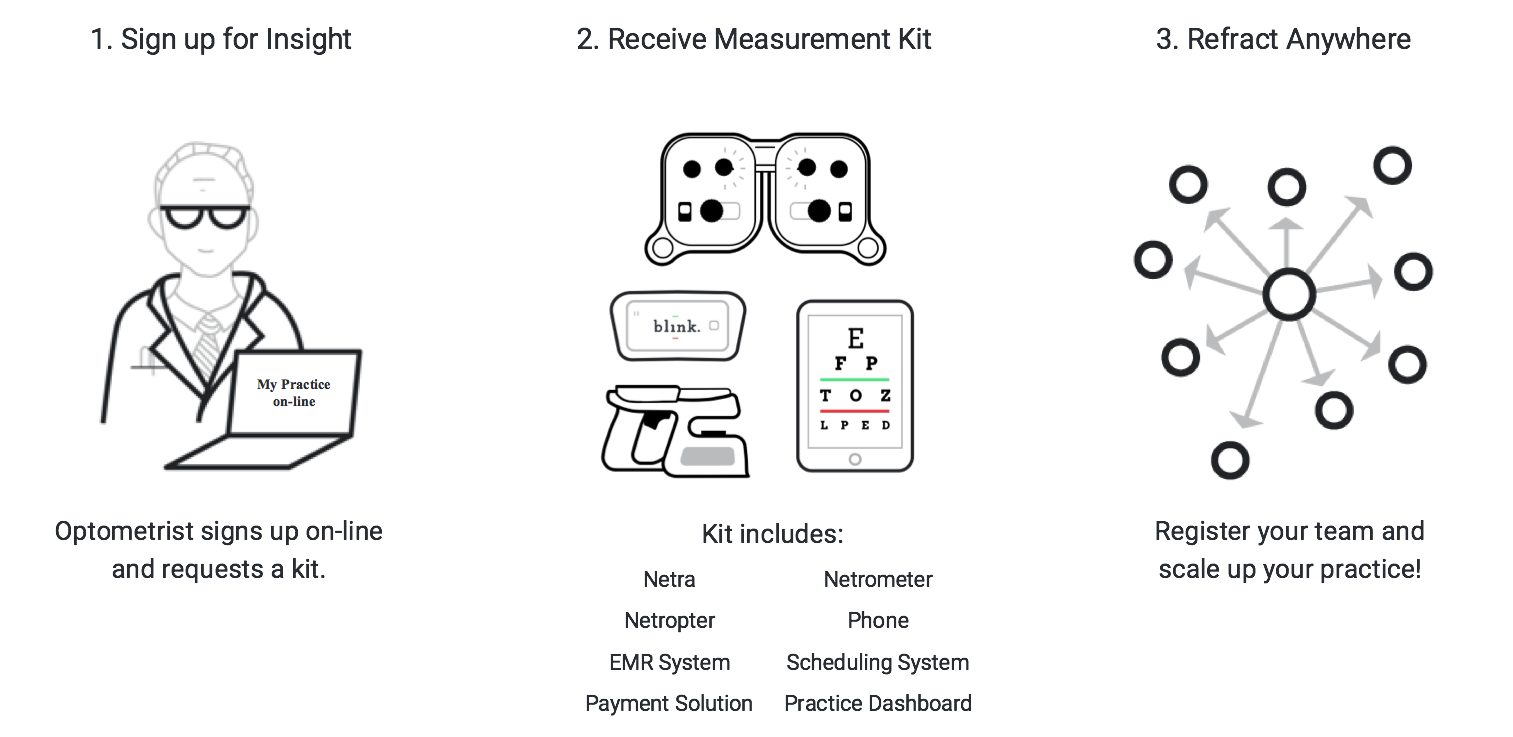 1. Sign up for Insight
My Practice
on-line
Optometrist signs up on-line
and requests a kit.
2. Receive Measurement Kit
blınk.
E
F P
T O Z
L P E D
Kit includes:
Netra Netrometer
Netropter Phone
EMR System Scheduling System
Payment Solution Practice Dashboard
3. Refract Anywhere
Register your team and
scale up your practice!